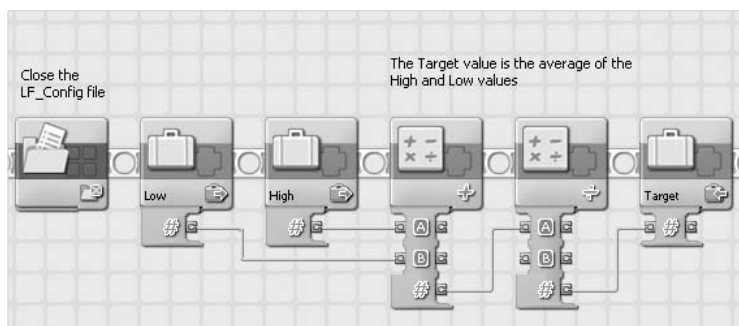 Close the
LF_Config file
The Target value is the average of the
High and Low values
Low
High
Target
#
#
A
B
#
A
B
#
#